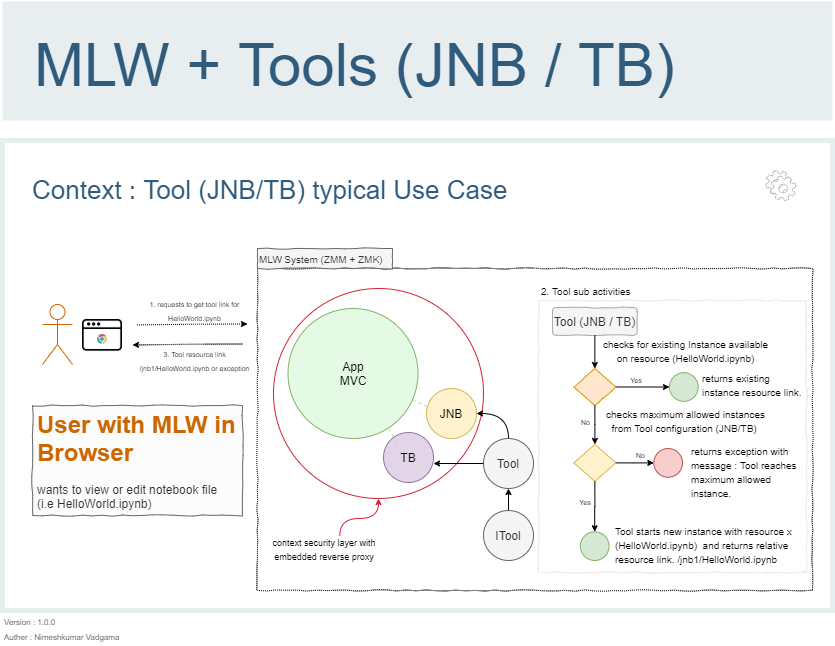 MLW + Tools (JNB / TB)
Context : Tool (JNB/TB) typical Use Case
MLW System (ZMM + ZMK)
1. requests to get tool link for
HelloWorld.ipynb
3. Tool resource link
/jnb1/HelloWorld.ipynb or exception
User with MLW in
Browser
wants to view or edit notebook file
(i.e HelloWorld.ipynb)
App
MVC
JNB
TB
Tool
ITool
context security layer with
embedded reverse proxy
2. Tool sub activities
Tool (JNB / TB)
checks for existing Instance available
on resource (HelloWorld.ipynb)
Yes
returns existing
instance resource link.
No
checks maximum allowed instances
from Tool configuration (JNB/TB)
No
returns exception with
message : Tool reaches
maximum allowed
instance.
Yes
Tool starts new instance with resource x
(HelloWorld.ipynb) and returns relative
resource link. /jnb1/HelloWorld.ipynb
Version : 1.0.0
Auther : Nimeshkumar Vadgama